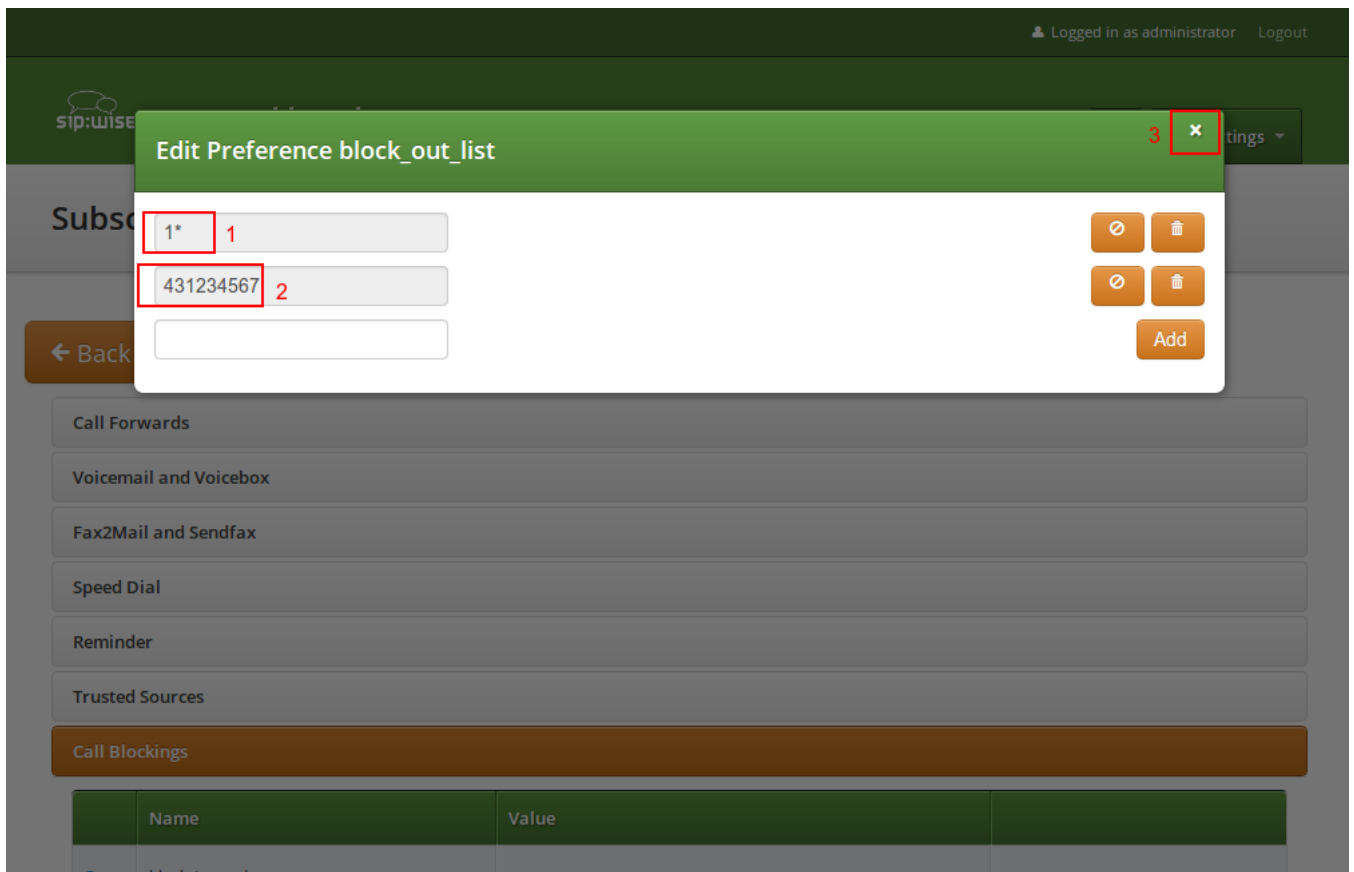 Logged in as administrator Logout
sip:wise
Edit Preference block_out_list
3 ×
tings
Subsc
1* 1
431234567 2
Add
Back
Call Forwards
Voicemail and Voicebox
Fax2Mail and Sendfax
Speed Dial
Reminder
Trusted Sources
Call Blockings
Name Value